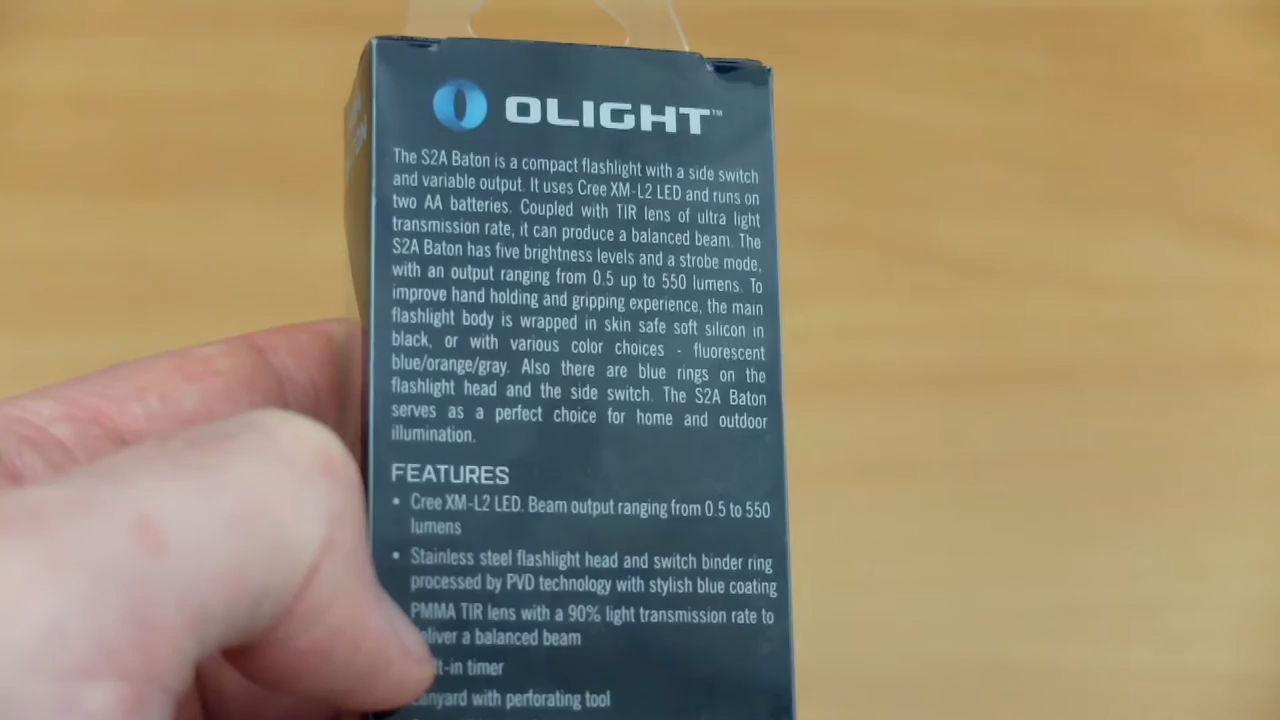 OLIGHT™
The S2A Baton is a compact flashlight with a side switch
and variable output. It uses Cree XM-L2 LED and runs on
two AA batteries. Coupled with TIR lens of ultra light
transmission rate, it can produce a balanced beam. The
S2A Baton has five brightness levels and a strobe mode,
with an output ranging from 0.5 up to 550 lumens. To
improve hand holding and gripping experience, the main
flashlight body is wrapped in skin safe soft silicon in
black, or with various color choices - fluorescent
blue/orange/gray. Also there are blue rings on the
flashlight head and the side switch. The S2A Baton
serves as a perfect choice for home and outdoor
illumination.
FEATURES
• Cree XM-L2 LED. Beam output ranging from 0.5 to 550
lumens
• Stainless steel flashlight head and switch binder ring
processed by PVD technology with stylish blue coating
PMMA TIR lens with a 90% light transmission rate to
eliver a balanced beam
lt-in timer
anyard with perforating tool